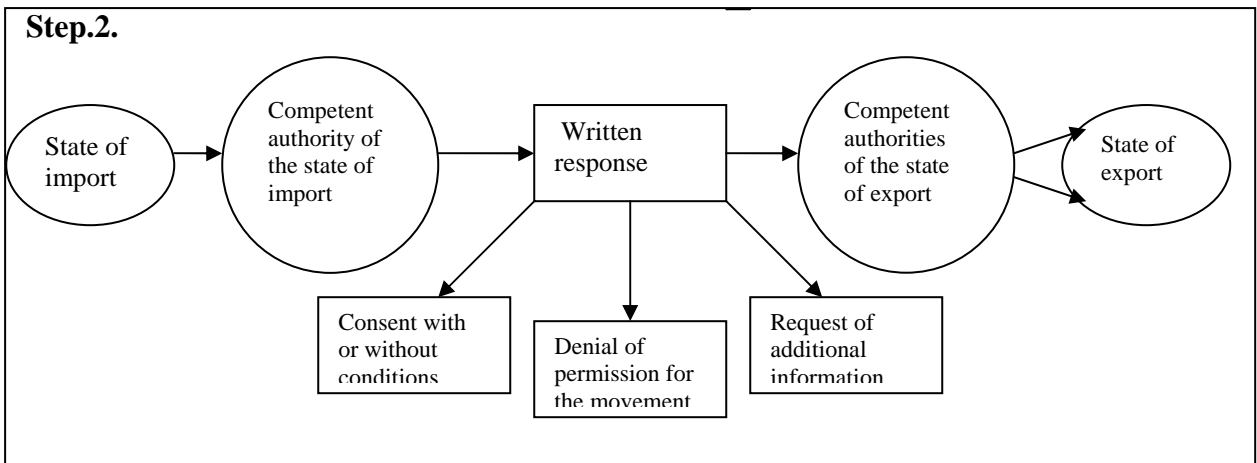 Step.2.
State of
import
Competent
authority of
the state of
import
Written
response
Competent
authorities
of the state
of export
State of
export
Consent with
or without
conditions
Denial of
permission for
the movement
Request of
additional
information